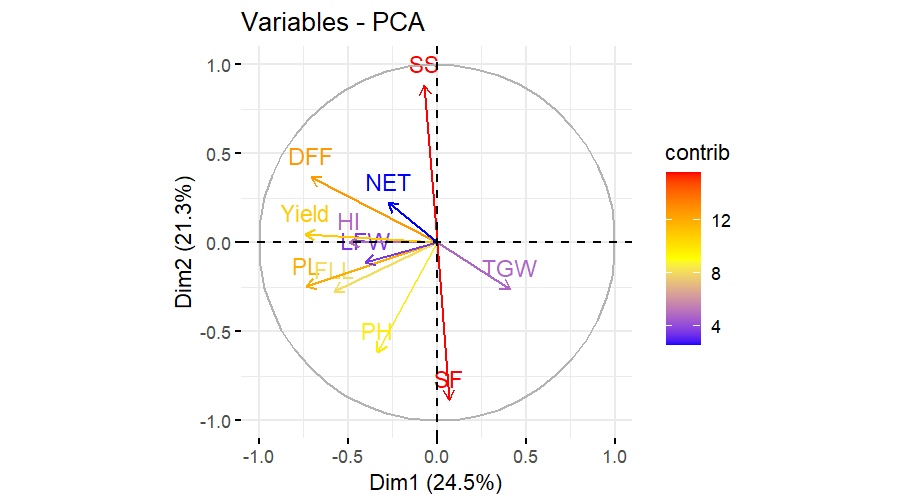 Variables - PCA
contrib
SS
DFF
NET
Yield
HI
LFW
PL
FLL
TGW
PH
SF
1.0
0.5
0.0
-0.5
-1.0
Dim2 (21.3%)
-1.0 -0.5 0.0 0.5 1.0
Dim1 (24.5%)
12
8
4